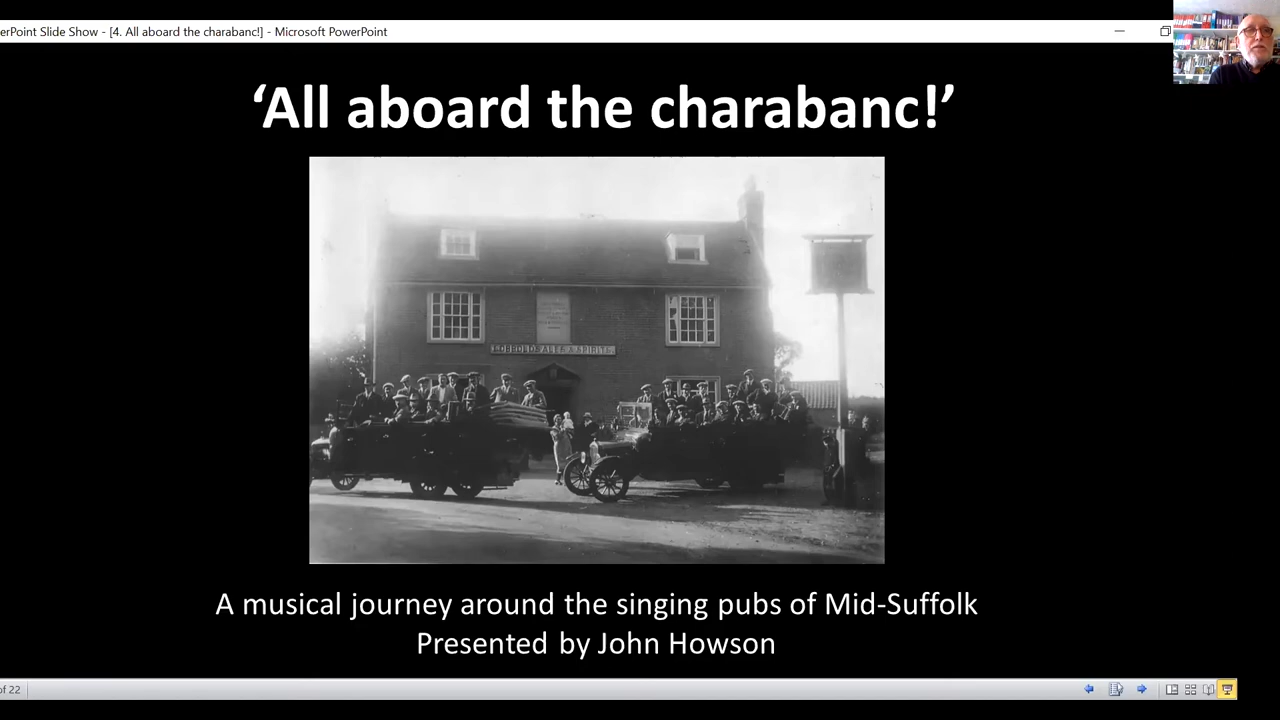 erPoint Slide Show - [4. All aboard the charabanc!] - Microsoft PowerPoint
‘All aboard the charabanc!’
A musical journey around the singing pubs of Mid-Suffolk
Presented by John Howson
of 22